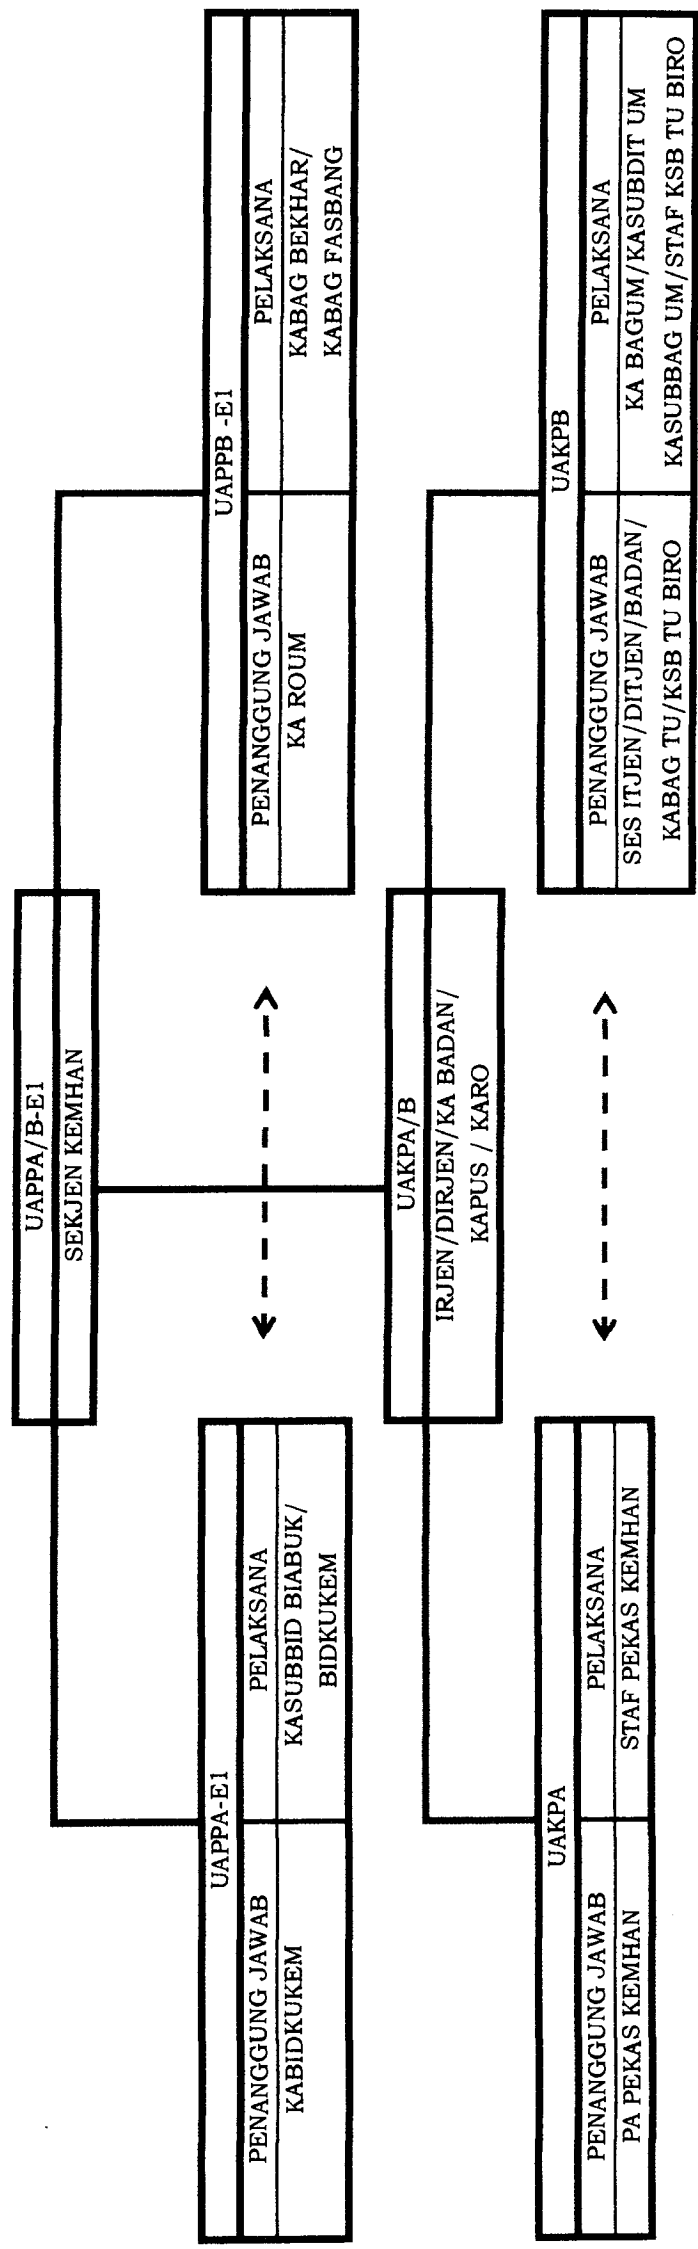 UAPPA/B-E1
SEKJEN KEMHAN
UAPPA-E1
PENANGGUNG JAWAB
PELAKSANA
KABIDKUKEM
KASUBBID BIABUK/
BIDKUKEM
UAPPB -E1
PENANGGUNG JAWAB
PELAKSANA
KA ROUM
KABAG BEKHAR/
KABAG FASBANG
UAKPA/B
IRJEN/DIRJEN/KA BADAN/
KAPUS / KARO
UAKPA
PENANGGUNG JAWAB
PELAKSANA
PA PEKAS KEMHAN
STAF PEKAS KEMHAN
UAKPB
PENANGGUNG JAWAB
PELAKSANA
SES ITJEN/DITJEN/BADAN/
KABAG TU/KSB TU BIRO
KA BAGUM/KASUBDIT UM
KASUBBAG UM/STAF KSB TU BIRO